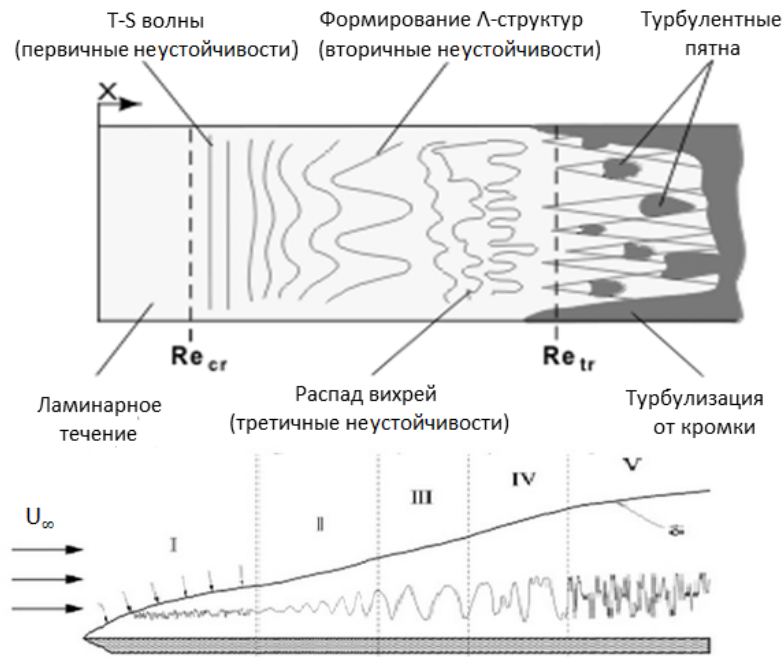 T-S волны
(первичные неустойчивости)
Формирование Λ-структур
(вторичные неустойчивости)
Турбулентные
пятна
X
Re cr
Re tr
Ламинарное
течение
Распад вихрей
(третичные неустойчивости)
Турбулизация
от кромки
U∞
I
II
III
IV
V
δ